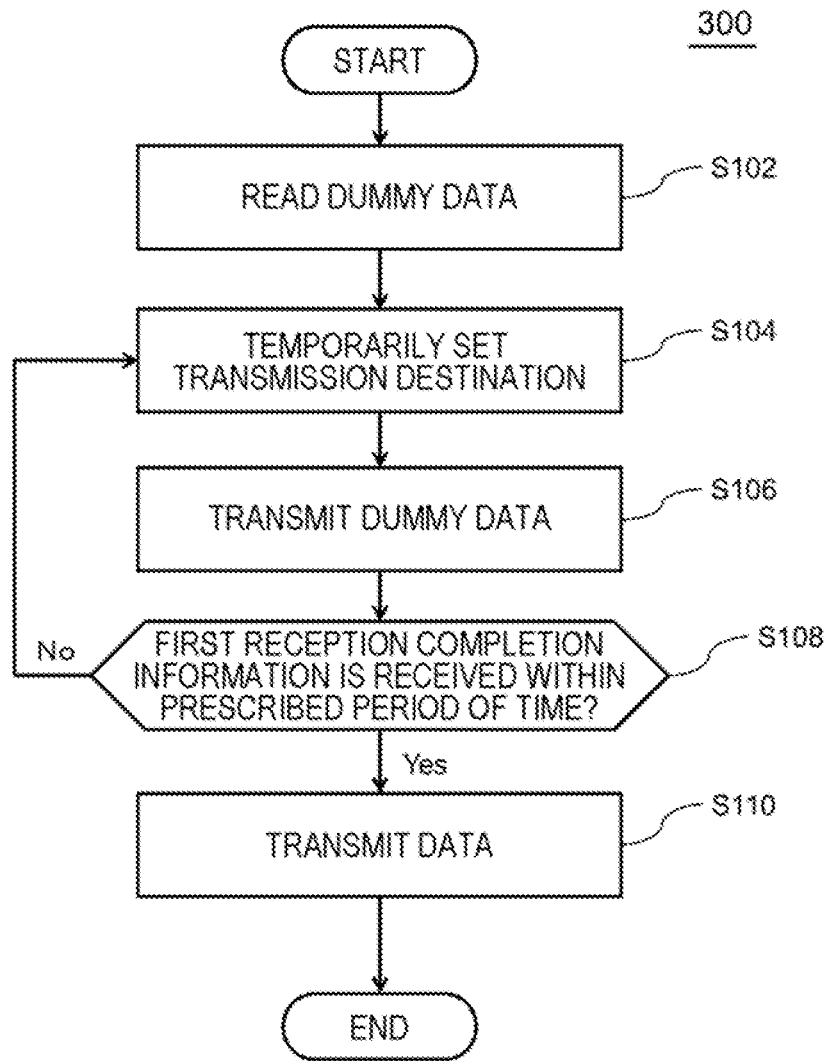 300
START
READ DUMMY DATA
S102
TEMPORARILY SET
TRANSMISSION DESTINATION
S104
TRANSMIT DUMMY DATA
S106
FIRST RECEPTION COMPLETION
INFORMATION IS RECEIVED WITHIN
PRESCRIBED PERIOD OF TIME?
S108
No
Yes
TRANSMIT DATA
S110
END